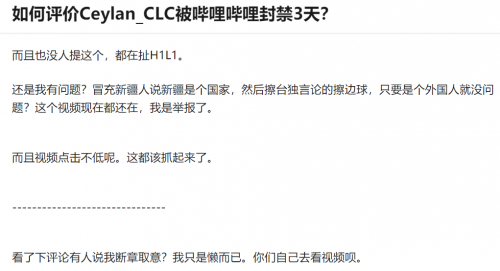 如何评价Ceylan_CLC被哔哩哔哩封禁3天?
而且也没人提这个，都在扯H1L1。
还是我有问题？冒充新疆人说新疆是个国家，然后擦台独言论的擦边球，只要是个外国人就没问
题？这个视频现在都还在，我是举报了。
而且视频点击不低呢。这都该抓起来了。
-------------------------------
看了下评论有人说我断章取意？我只是懒而已。你们自己去看视频呗。